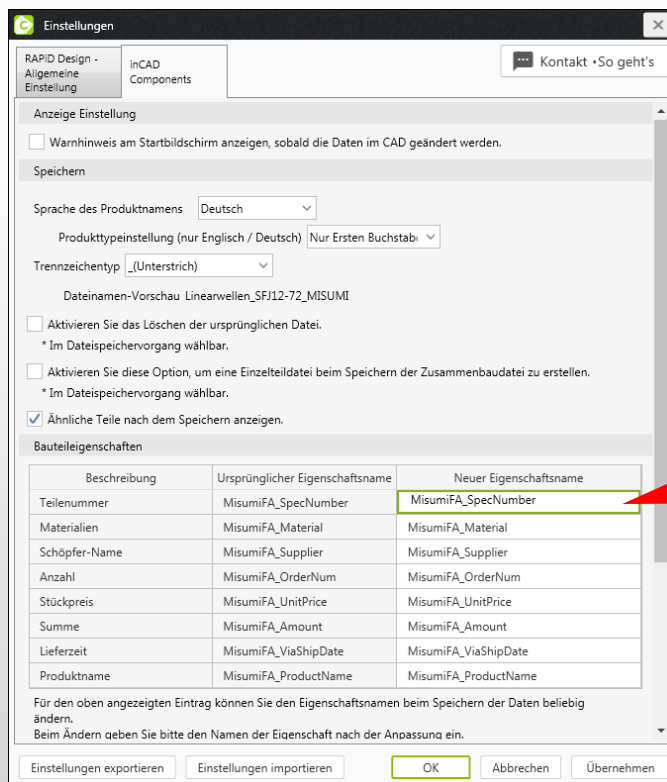 Einstellungen
RAPiD Design -
Allgemeine
Einstellung
inCAD
Components
Kontakt •So geht's
Anzeige Einstellung
Warnhinweis am Startbildschirm anzeigen, sobald die Daten im CAD geändert werden.
Speichern
Sprache des Produktnamens Deutsch
Produkttypeinstellung (nur Englisch / Deutsch) Nur Ersten Buchstab
Trennzeichentyp _(Unterstrich)
Dateinamen-Vorschau Linearwellen_SFJ12-72_MISUMI
Aktivieren Sie das Löschen der ursprünglichen Datei.
* Im Dateispeichervorgang wählbar.
Aktivieren Sie diese Option, um eine Einzelteildatei beim Speichern der Zusammenbaudatei zu erstellen.
* Im Dateispeichervorgang wählbar.
Ähnliche Teile nach dem Speichern anzeigen.
Bauteileigenschaften
Beschreibung Ursprünglicher Eigenschaftsname Neuer Eigenschaftsname
Teilenummer MisumiFA_SpecNumber MisumiFA_SpecNumber
Materialien MisumiFA_Material MisumiFA_Material
Schöpfer-Name MisumiFA_Supplier MisumiFA_Supplier
Anzahl MisumiFA_OrderNum MisumiFA_OrderNum
Stückpreis MisumiFA_UnitPrice MisumiFA_UnitPrice
Summe MisumiFA_Amount MisumiFA_Amount
Lieferzeit MisumiFA_ViaShipDate MisumiFA_ViaShipDate
Produktname MisumiFA_ProductName MisumiFA_ProductName
Für den oben angezeigten Eintrag können Sie den Eigenschaftsnamen beim Speichern der Daten beliebig
ändern.
Beim Ändern geben Sie bitte den Namen der Eigenschaft nach der Anpassung ein.
Einstellungen exportieren Einstellungen importieren OK Abbrechen Übernehmen